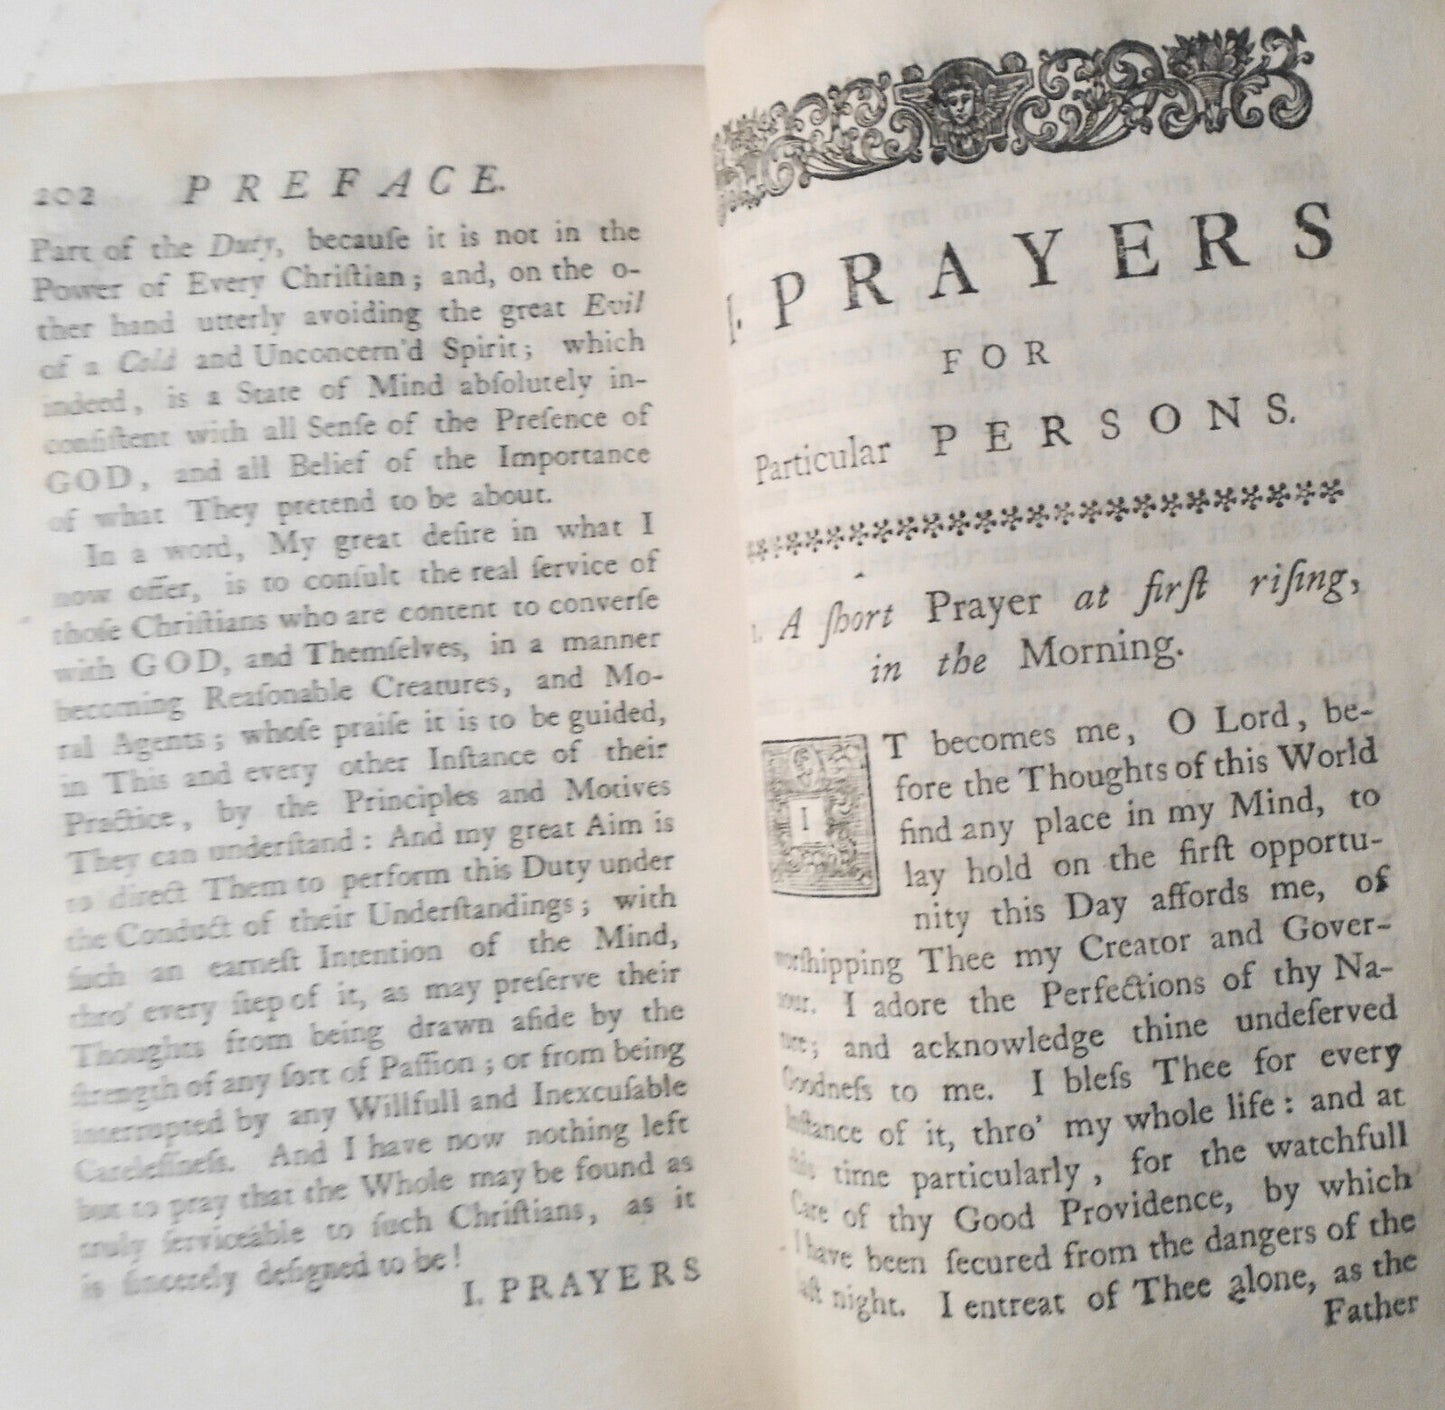 202 PREFACE.
Part of the Duty, becauſe it is not in the
Power of Every Chriſtian; and, on the o-
ther hand utterly avoiding the great Evil
of a Cold and Unconcern'd Spirit; which
indeed, is a State of Mind abſolutely in-
conſiſtent with all Senſe of the Preſence of
GOD, and all Belief of the Importance
of what They pretend to be about.
In a word, My great deſire in what I
now offer, is to conſult the real ſervice of
thoſe Chriſtians who are content to converſe
with GOD, and Themſelves, in a manner
becoming Reaſonable Creatures, and Mo-
ral Agents; whoſe praiſe it is to be guided,
in This and every other Inſtance of their
Practice, by the Principles and Motives
They can underſtand: And my great Aim is
to direct Them to perform this Duty under
the Conduct of their Underſtandings; with
ſuch an earneſt Intention of the Mind,
thro' every ſtep of it, as may preſerve their
Thoughts from being drawn aſide by the
ſtrength of any ſort of Paſſion; or from being
interrupted by any Willfull and Inexcuſable
Careleſſneſs. And I have now nothing left
but to pray that the Whole may be found as
truly ſerviceable to ſuch Chriſtians, as it
is ſincerely deſigned to be!
I. PRAYERS
I. PRAYERS
FOR
Particular PERSONS.
I. A ſhort Prayer at firſt riſing,
in the Morning.
IT becomes me, O Lord, be-
fore the Thoughts of this World
find any place in my Mind, to
lay hold on the firſt opportu-
nity this Day affords me, of
worſhipping Thee my Creator and Gover-
nour. I adore the Perfections of thy Na-
ture; and acknowledge thine undeſerved
Goodneſs to me. I bleſs Thee for every
Inſtance of it, thro' my whole life: and at
this time particularly, for the watchfull
Care of thy Good Providence, by which
I have been ſecured from the dangers of the
laſt night. I entreat of Thee alone, as the
Father